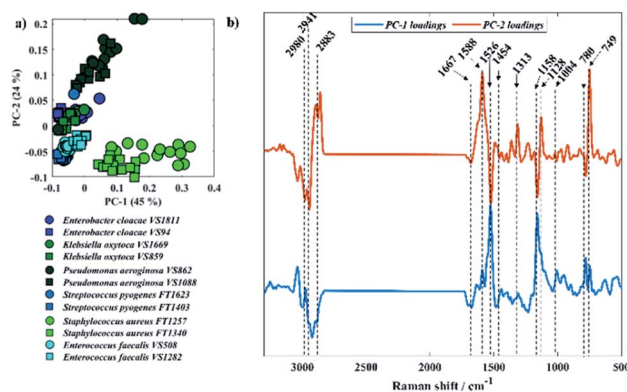 a)
PC-2 (24 %)
0.2
0.15
0.1
0.05
0
-0.05
-0.1
-0.1 0 0.1 0.2 0.3 0.4
PC-1 (45 %)
Enterobacter cloacae VS1811
Enterobacter cloacae VS94
Klebsiella oxytoca VS1669
Klebsiella oxytoca VS859
Pseudomonas aeroginosa VS862
Pseudomonas aeroginosa VS1088
Streptococcus pyogenes FT1623
Streptococcus pyogenes FT1403
Staphylococcus aureus FT1257
Staphylococcus aureus FT1340
Enterococcus faecalis VS508
Enterococcus faecalis VS1282
b)
PC-1 loadings PC-2 loadings
2980
2941
2883
1667
1588
1526
1454
1313
1158
1128
1004
780
749
3000 2500 2000 1500 1000 500
Raman shift / cm-1